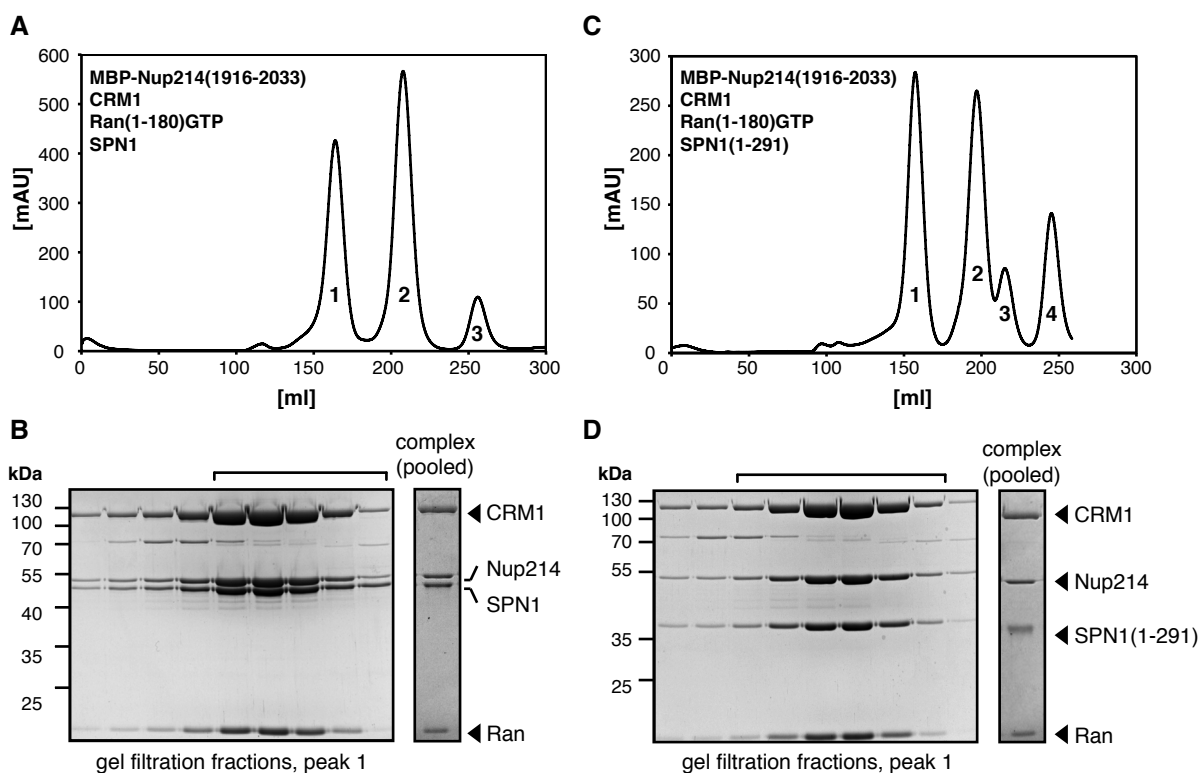 A
600
500
400
300
200
100
0
[mAU]
MBP-Nup214(1916-2033)
CRM1
Ran(1-180)GTP
SPN1
1
2
3
0 50 100 150 200 250 300
[ml]
B
kDa
130
100
70
55
40
35
25
complex
(pooled)
CRM1
Nup214
SPN1
Ran
gel filtration fractions, peak 1
C
300
250
200
150
100
50
0
[mAU]
MBP-Nup214(1916-2033)
CRM1
Ran(1-180)GTP
SPN1(1-291)
1
2
3
4
0 50 100 150 200 250 300
[ml]
D
kDa
130
100
70
55
35
25
complex
(pooled)
CRM1
Nup214
SPN1(1-291)
Ran
gel filtration fractions, peak 1